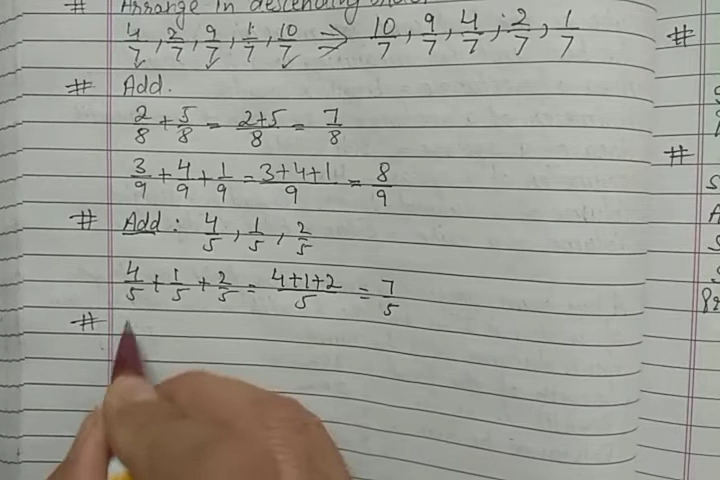 # Arrange in descending order
4/7, 2/7, 9/7, 1/7, 10/7 ⇒ 10/7, 9/7, 4/7, 2/7, 1/7
# Add.
2/8 + 5/8 = 2+5/8 = 7/8
3/9 + 4/9 + 1/9 = 3+4+1/9 = 8/9
# Add : 4/5, 1/5, 2/5
4/5 + 1/5 + 2/5 = 4+1+2/5 = 7/5
#
#
#